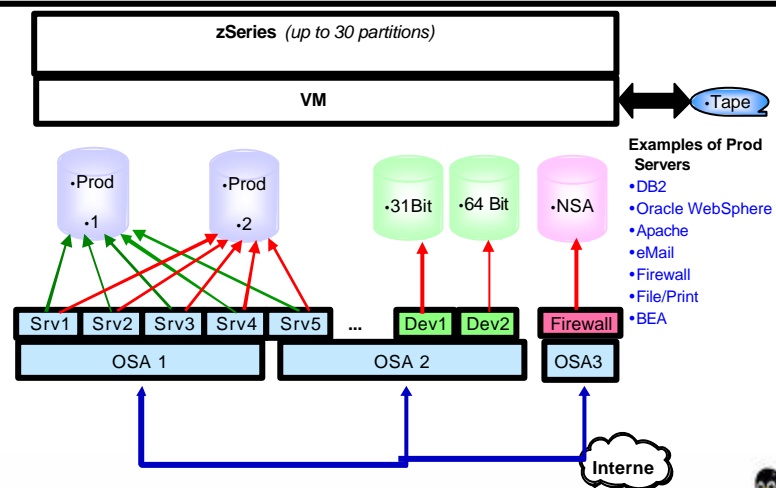 zSeries (up to 30 partitions)
VM
•Tape
Examples of Prod
Servers
•DB2
•Oracle WebSphere
•Apache
•eMail
•Firewall
•File/Print
•BEA
•Prod
•1
•Prod
•2
•31Bit
•64 Bit
•NSA
Srv1 Srv2 Srv3 Srv4 Srv5 ... Dev1 Dev2 Firewall
OSA 1 OSA 2 OSA3
Interne